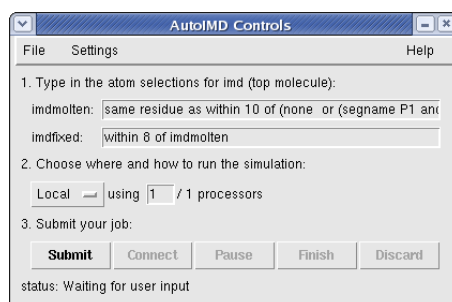 AutoIMD Controls
File Settings Help
1. Type in the atom selections for imd (top molecule):
imdmolten: same residue as within 10 of (none or (segname P1 and
imdfixed: within 8 of imdmolten
2. Choose where and how to run the simulation:
Local using 1 / 1 processors
3. Submit your job:
Submit Connect Pause Finish Discard
status: Waiting for user input